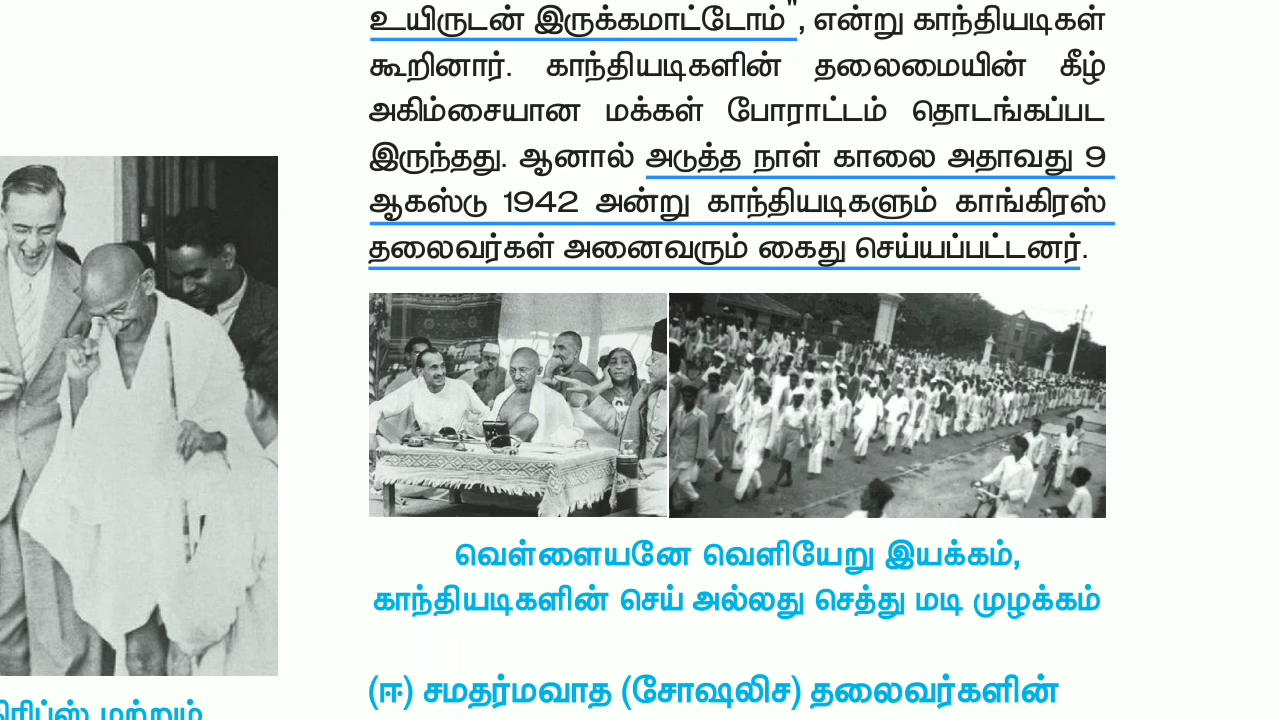 உயிருடன் இருக்கமாட்டோம்", என்று காந்தியடிகள்
கூறினார். காந்தியடிகளின் தலைமையின் கீழ்
அகிம்சையான மக்கள் போராட்டம் தொடங்கப்பட
இருந்தது. ஆனால் அடுத்த நாள் காலை அதாவது 9
ஆகஸ்டு 1942 அன்று காந்தியடிகளும் காங்கிரஸ்
தலைவர்கள் அனைவரும் கைது செய்யப்பட்டனர்.
வெள்ளையனே வெளியேறு இயக்கம்,
காந்தியடிகளின் செய் அல்லது செத்து மடி முழக்கம்
(ஈ) சமதர்மவாத (சோஷலிச) தலைவர்களின்
மற்றும்